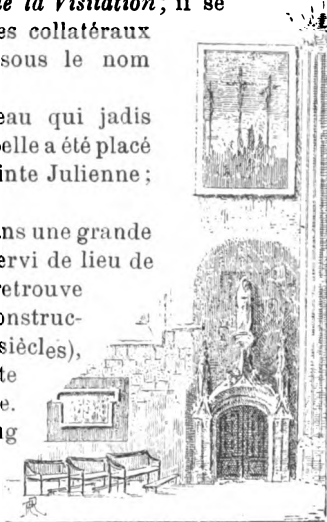 de la Visitation; il se
es collatéraux
sous le nom
eau qui jadis
pelle a été placé
inte Julienne;
ns une grande
ervi de lieu de
retrouve
onstruc-
siècles),
te
e.
ng